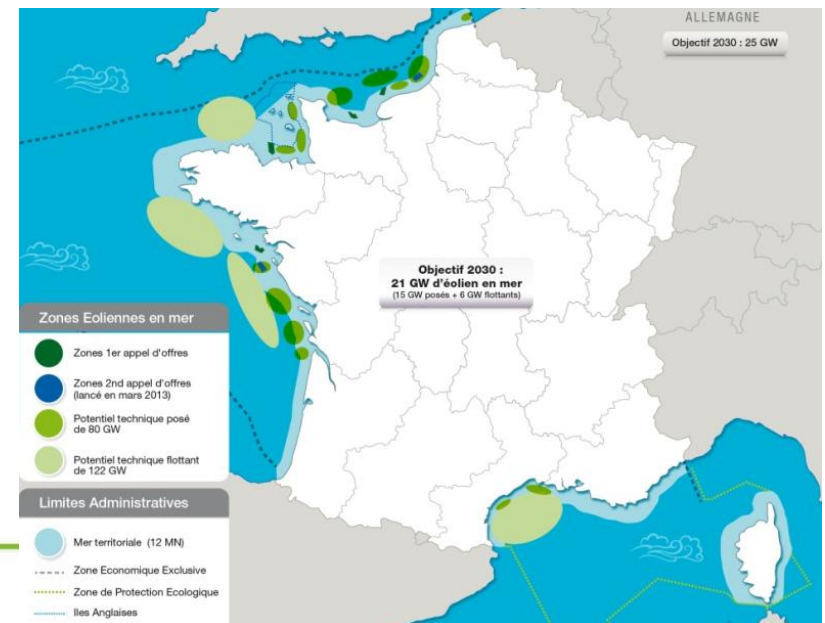 ALLEMAGNE
Objectif 2030 : 25 GW
Objectif 2030 :
21 GW d'éolien en mer
(15 GW posés + 6 GW flottants)
Zones Eoliennes en mer
Zones 1er appel d'offres
Zones 2nd appel d'offres
(lancé en mars 2013)
Potentiel technique posé
de 80 GW
Potentiel technique flottant
de 122 GW
Limites Administratives
Mer territoriale (12 MN)
Zone Economique Exclusive
Zone de Protection Ecologique
Iles Anglaises